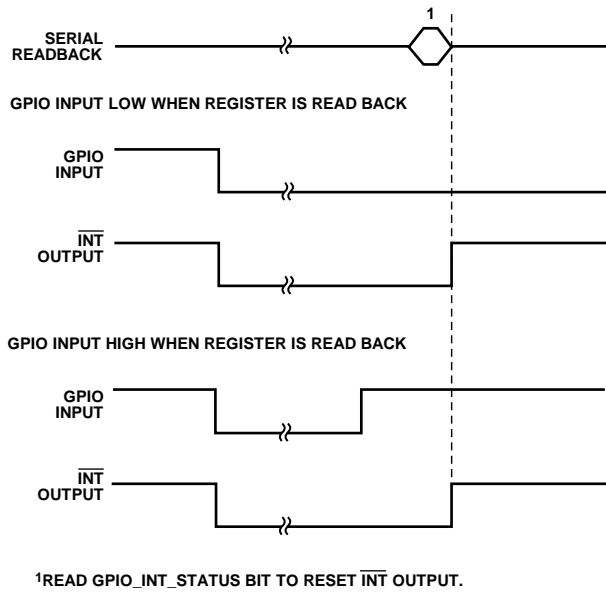 1
SERIAL
READBACK
GPIO INPUT LOW WHEN REGISTER IS READ BACK
GPIO
INPUT
INT
OUTPUT
GPIO INPUT HIGH WHEN REGISTER IS READ BACK
GPIO
INPUT
INT
OUTPUT
1READ GPIO_INT_STATUS BIT TO RESET INT OUTPUT.